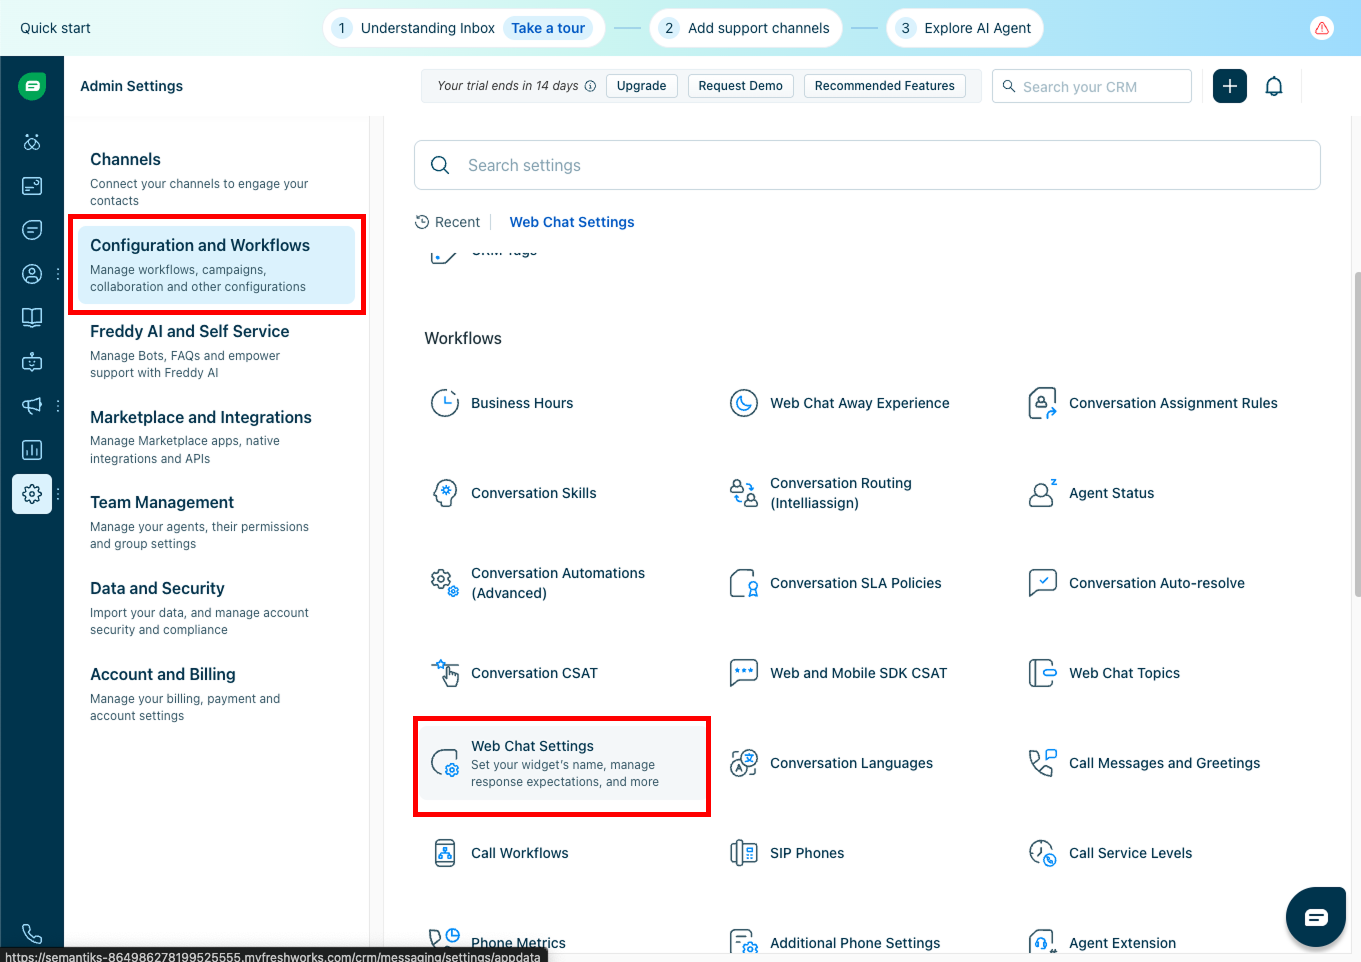 Quick start
1 Understanding Inbox Take a tour
2 Add support channels
3 Explore AI Agent
Admin Settings
Your trial ends in 14 days
Upgrade
Request Demo
Recommended Features
Search your CRM
Channels
Connect your channels to engage your
contacts
Configuration and Workflows
Manage workflows, campaigns,
collaboration and other configurations
Freddy AI and Self Service
Manage Bots, FAQs and empower
support with Freddy AI
Marketplace and Integrations
Manage Marketplace apps, native
integrations and APIs
Team Management
Manage your agents, their permissions
and group settings
Data and Security
Import your data, and manage account
security and compliance
Account and Billing
Manage your billing, payment and
account settings
Search settings
Recent
Web Chat Settings
CRM Tags
Workflows
Business Hours
Web Chat Away Experience
Conversation Assignment Rules
Conversation Skills
Conversation Routing
(Intelliassign)
Agent Status
Conversation Automations
(Advanced)
Conversation SLA Policies
Conversation Auto-resolve
Conversation CSAT
Web and Mobile SDK CSAT
Web Chat Topics
Web Chat Settings
Set your widget's name, manage
response expectations, and more
Conversation Languages
Call Messages and Greetings
Call Workflows
SIP Phones
Call Service Levels
Phone Metrics
Additional Phone Settings
Agent Extension
https://semantiks-864986278199525555.myfreshworks.com/crm/messaging/settings/appdata